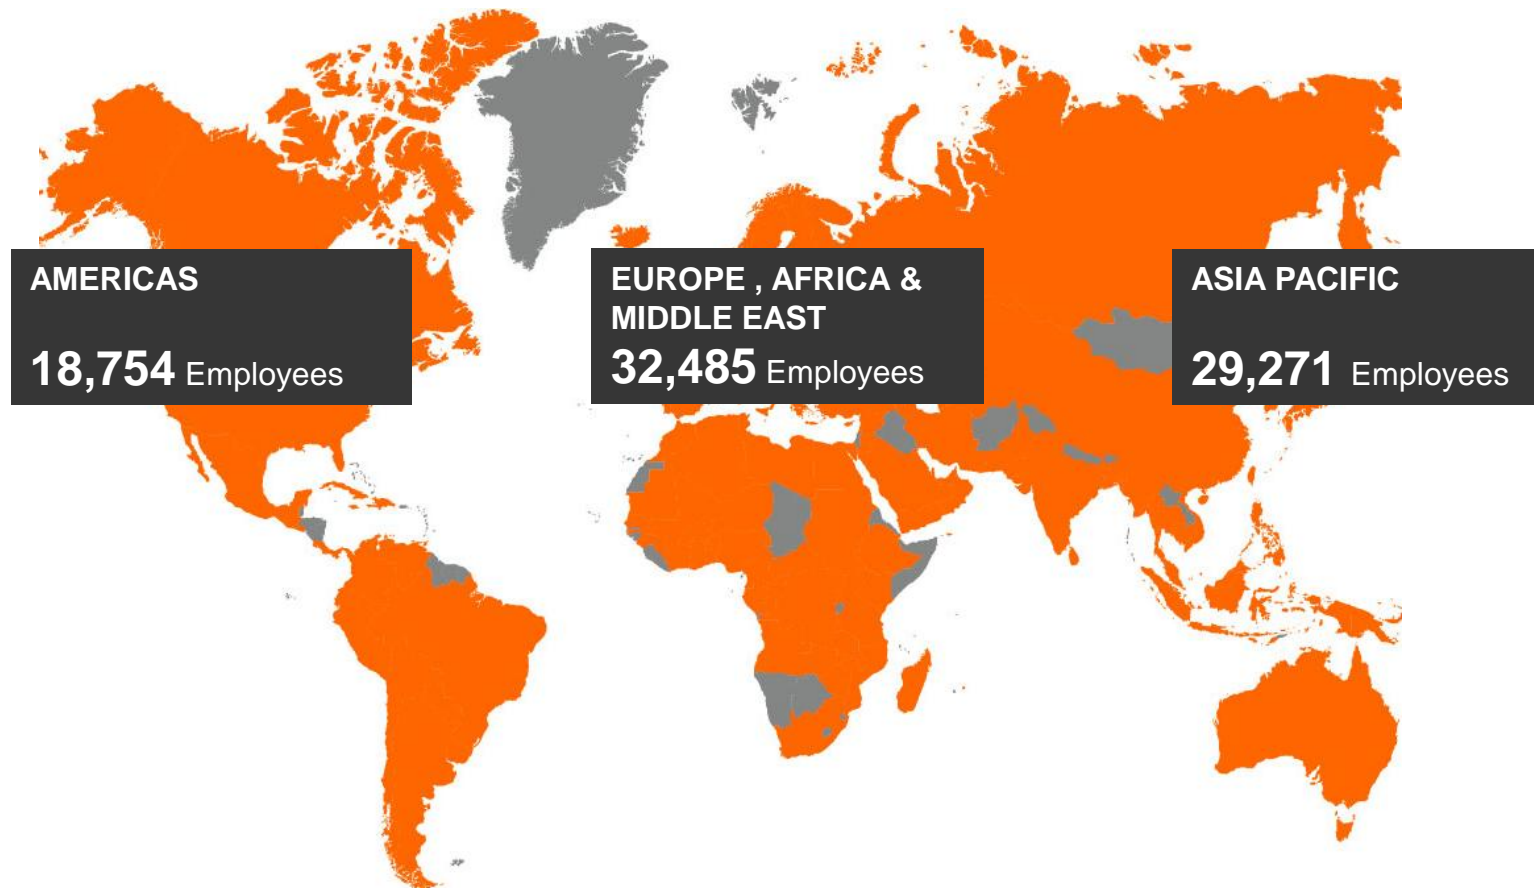 AMERICAS
18,754 Employees
EUROPE , AFRICA &
MIDDLE EAST
32,485 Employees
ASIA PACIFIC
29,271 Employees